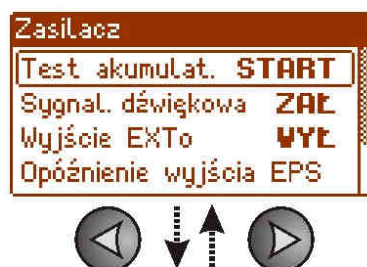 Zasilacz
Test akumulat. START
Sygnal. dźwiękowa ZAŁ
Wyjście EXTo WYŁ
Opóźnienie wyjścia EPS